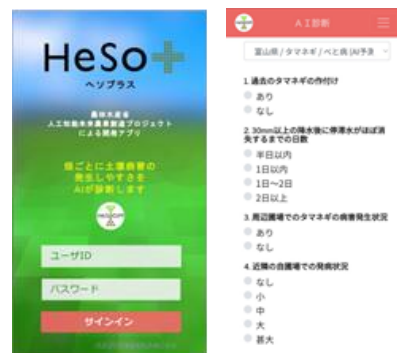 HeSo+
ヘソプラス
農林水産省
人工知能未来農業創造プロジェクト
による開発アプリ
畑ごとに土壌病害の
発生しやすさを
AIが診断します
HeSoDiM
ユーザID
パスワード
サインイン
AI診断
富山県 / タマネギ / べと病 (AI予測
1. 過去のタマネギの作付け
あり
なし
2. 30mm以上の降水後に停滞水がほぼ消
失するまでの日数
半日以内
1日以内
1日〜2日
2日以上
3. 周辺圃場でのタマネギの病害発生状況
あり
なし
4. 近隣の自圃場での発病状況
なし
小
中
大
甚大